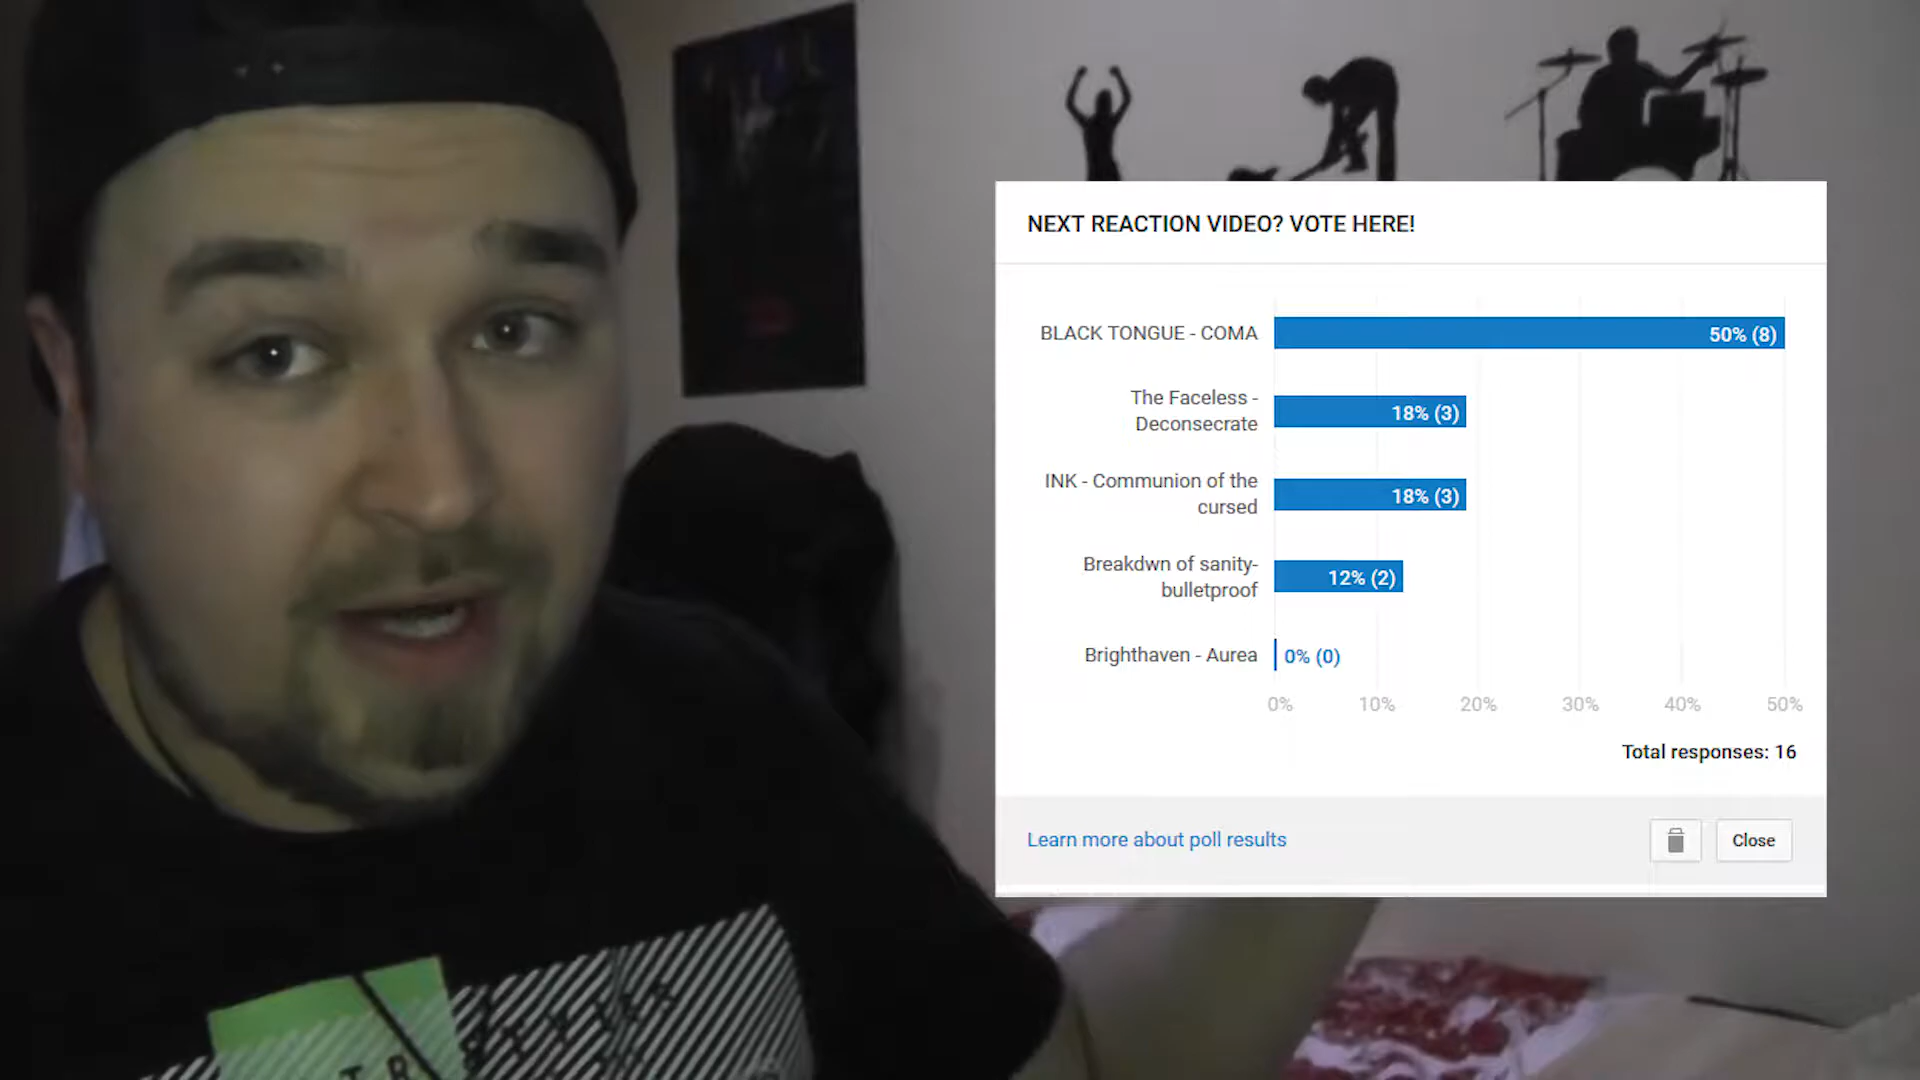 NEXT REACTION VIDEO? VOTE HERE!
BLACK TONGUE - COMA
50% (8)
The Faceless -
Deconsecrate
18% (3)
INK - Communion of the
cursed
18% (3)
Breakdwn of sanity-
bulletproof
12% (2)
Brighthaven - Aurea
0% (0)
0% 10% 20% 30% 40% 50%
Total responses: 16
Learn more about poll results
Close